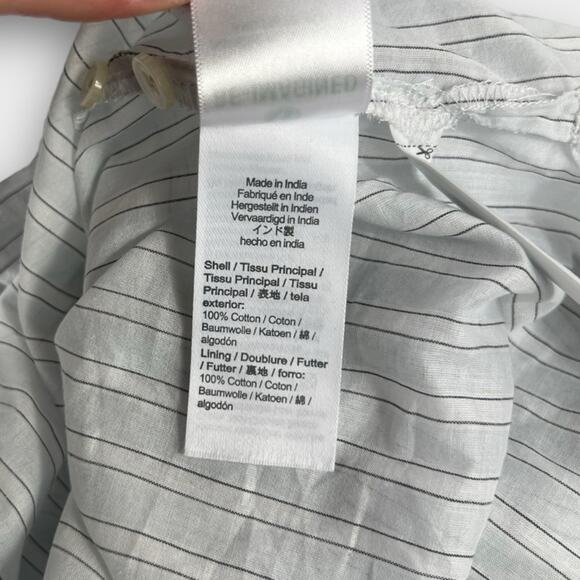 Made in India
Fabriqué en Inde
Hergestellt in Indien
Vervaardigd in India
インド製
hecho en india
Shell / Tissu Principal /
Tissu Principal / Tissu
Principal / 表地 / tela
exterior:
100% Cotton / Coton /
Baumwolle / Katoen / 綿 /
algodón
Lining / Doublure / Futter
/ Futter / 裏地 / forro:
100% Cotton / Coton /
Baumwolle / Katoen / 綿 /
algodón